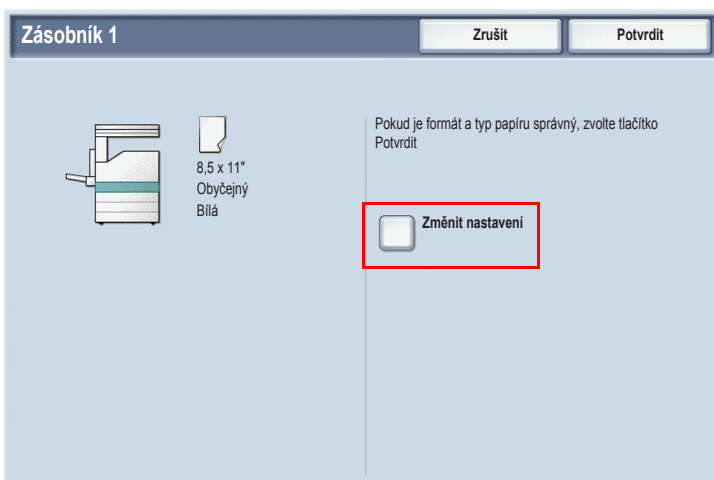 Zásobník 1
Zrušit
Potvrdit
8,5 x 11"
Obyčejný
Bílá
Pokud je formát a typ papíru správný, zvolte tlačítko
Potvrdit
Změnit nastavení